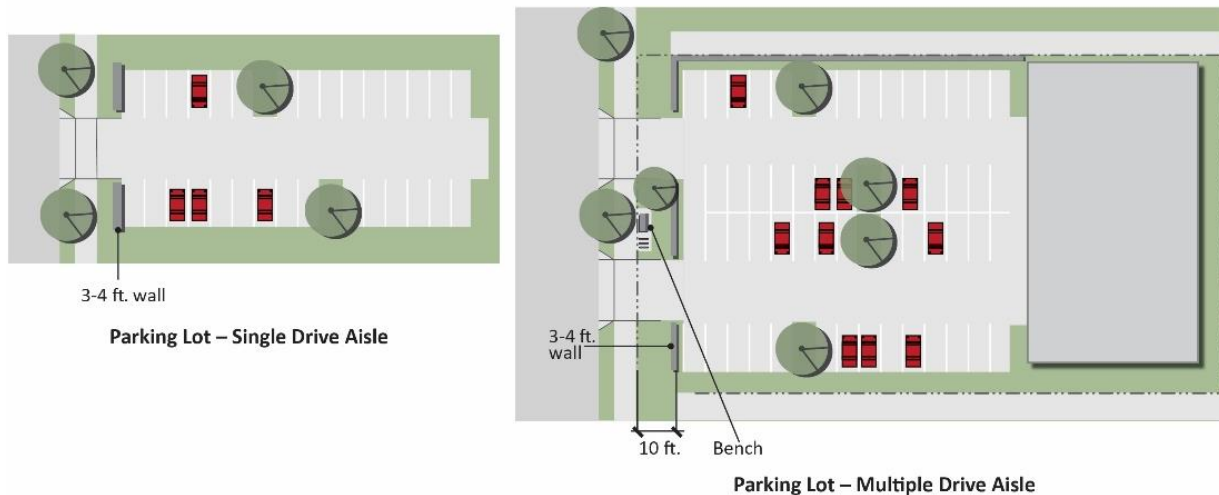 3-4 ft. wall
Parking Lot – Single Drive Aisle
3-4 ft.
wall
10 ft.
Bench
Parking Lot – Multiple Drive Aisle